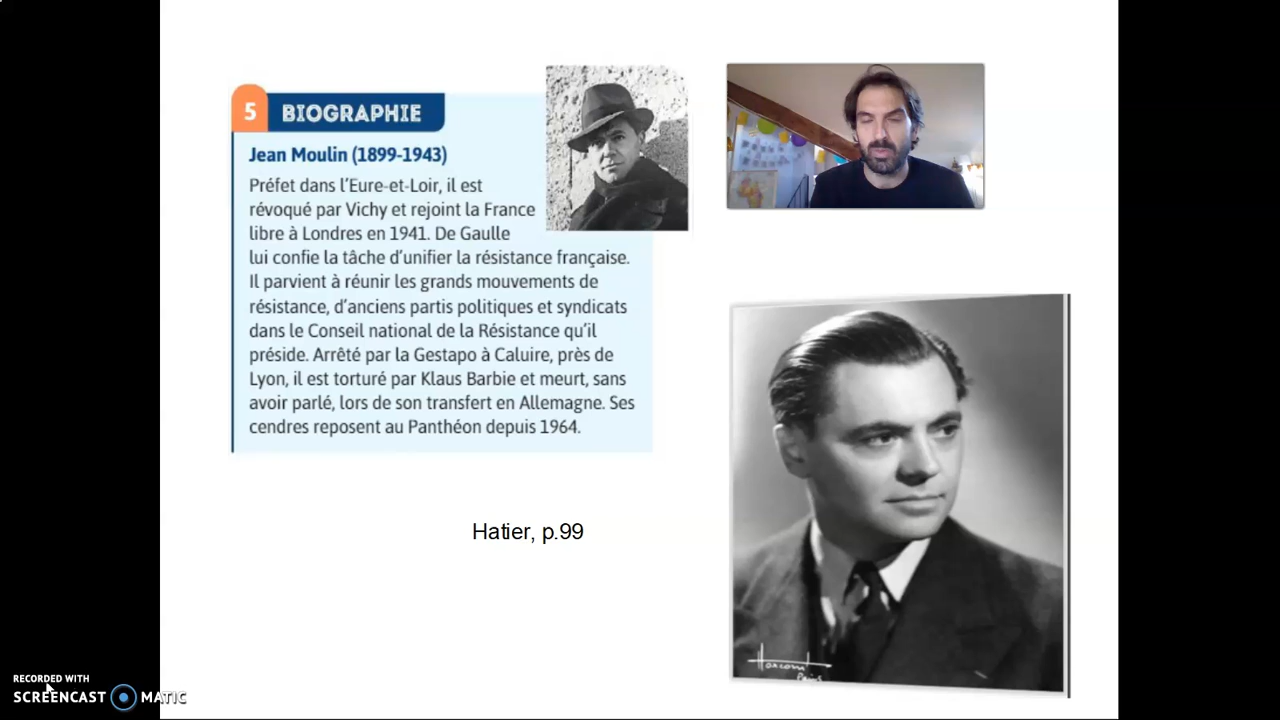 5 BIOGRAPHIE
Jean Moulin (1899-1943)
Préfet dans l'Eure-et-Loir, il est
révoqué par Vichy et rejoint la France
libre à Londres en 1941. De Gaulle
lui confie la tâche d'unifier la résistance française.
Il parvient à réunir les grands mouvements de
résistance, d'anciens partis politiques et syndicats
dans le Conseil national de la Résistance qu'il
préside. Arrêté par la Gestapo à Caluire, près de
Lyon, il est torturé par Klaus Barbie et meurt, sans
avoir parlé, lors de son transfert en Allemagne. Ses
cendres reposent au Panthéon depuis 1964.
Hatier, p.99
Harcourt
Paris
RECORDED WITH
SCREENCAST MATIC